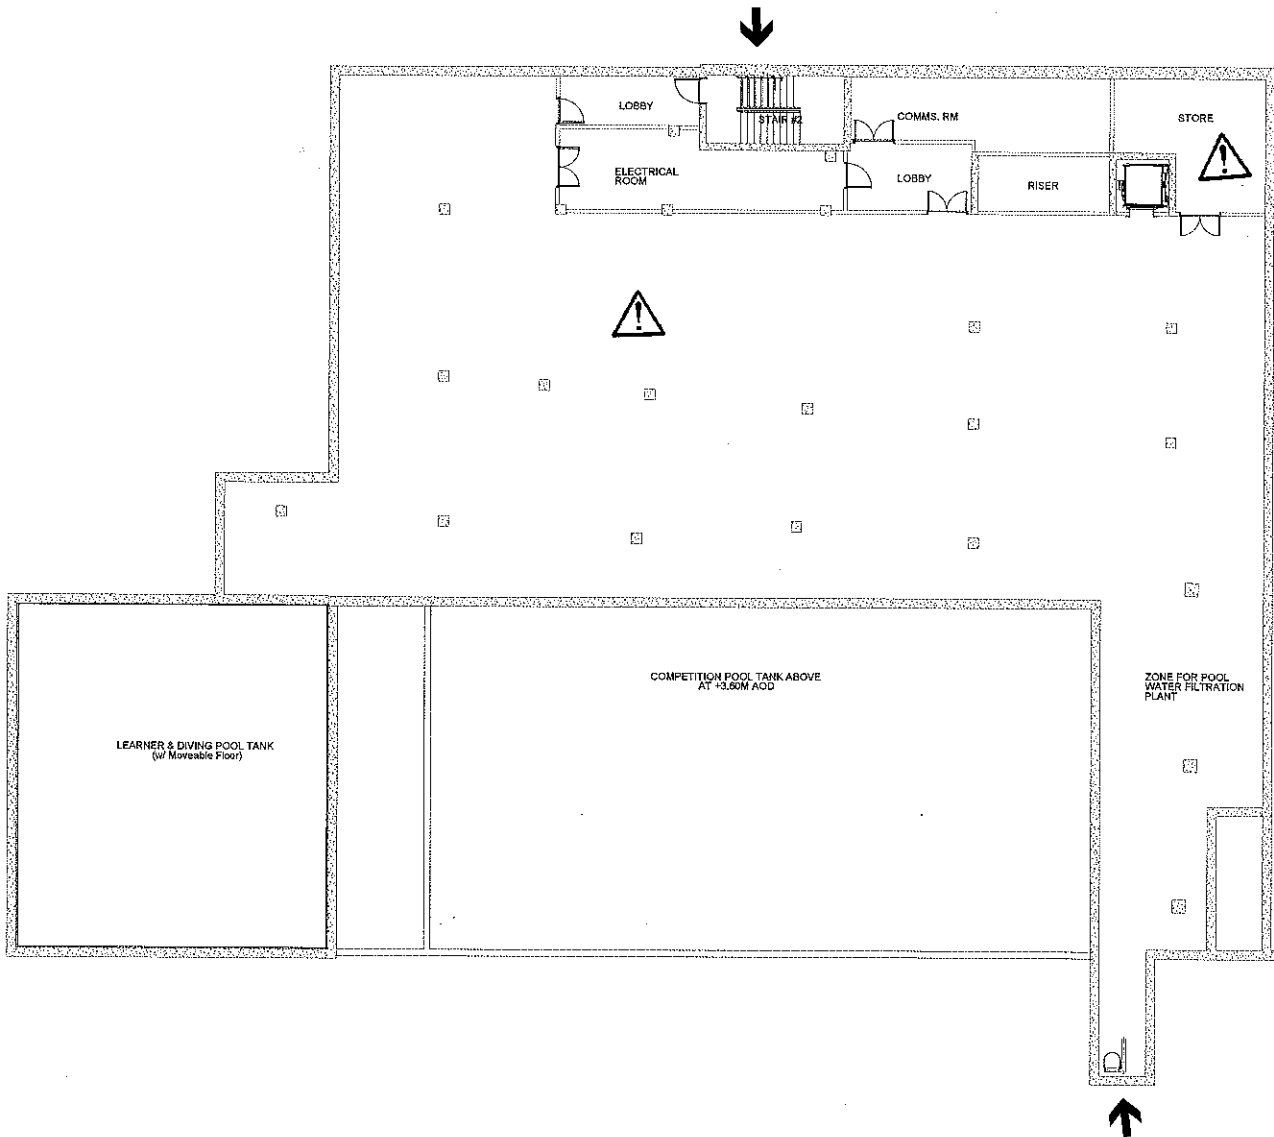 LOBBY
STAIR #2
COMMS. RM
STORE
ELECTRICAL
ROOM
LOBBY
RISER
COMPETITION POOL TANK ABOVE
AT +3.60M AOD
ZONE FOR POOL
WATER FILTRATION
PLANT
LEARNER & DIVING POOL TANK
(w/ Moveable Floor)